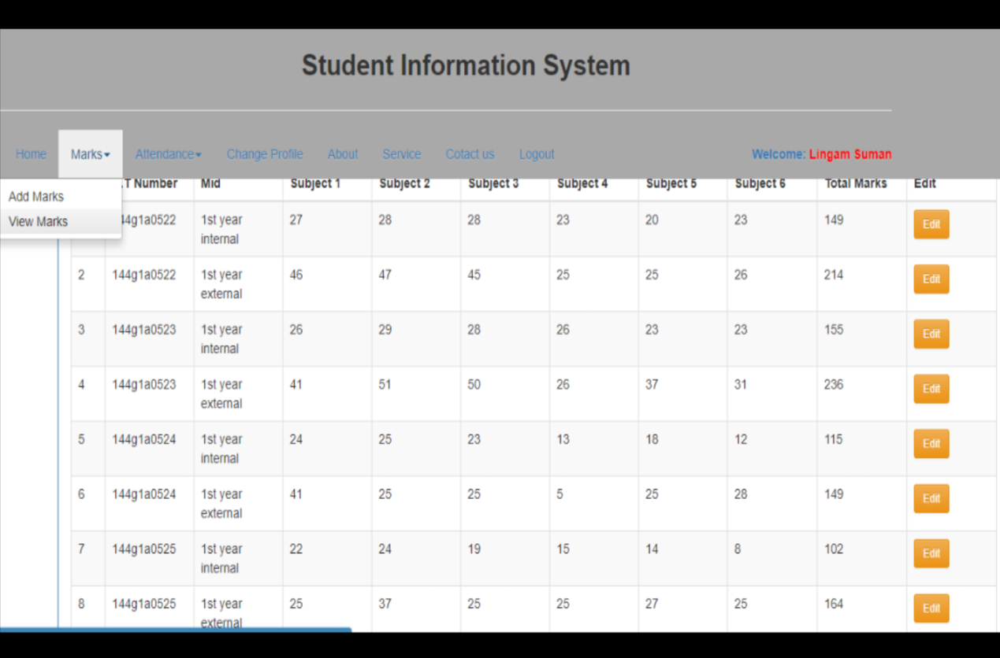 Student Information System
Home Marks Attendance Change Profile About Service Cotact us Logout Welcome: Lingam Suman
Add Marks
View Marks
T Number Mid Subject 1 Subject 2 Subject 3 Subject 4 Subject 5 Subject 6 Total Marks Edit
44g1a0522 1st year internal 27 28 28 23 20 23 149 Edit
2 144g1a0522 1st year external 46 47 45 25 25 26 214 Edit
3 144g1a0523 1st year internal 26 29 28 26 23 23 155 Edit
4 144g1a0523 1st year external 41 51 50 26 37 31 236 Edit
5 144g1a0524 1st year internal 24 25 23 13 18 12 115 Edit
6 144g1a0524 1st year external 41 25 25 5 25 28 149 Edit
7 144g1a0525 1st year internal 22 24 19 15 14 8 102 Edit
8 144g1a0525 1st year external 25 37 25 25 27 25 164 Edit